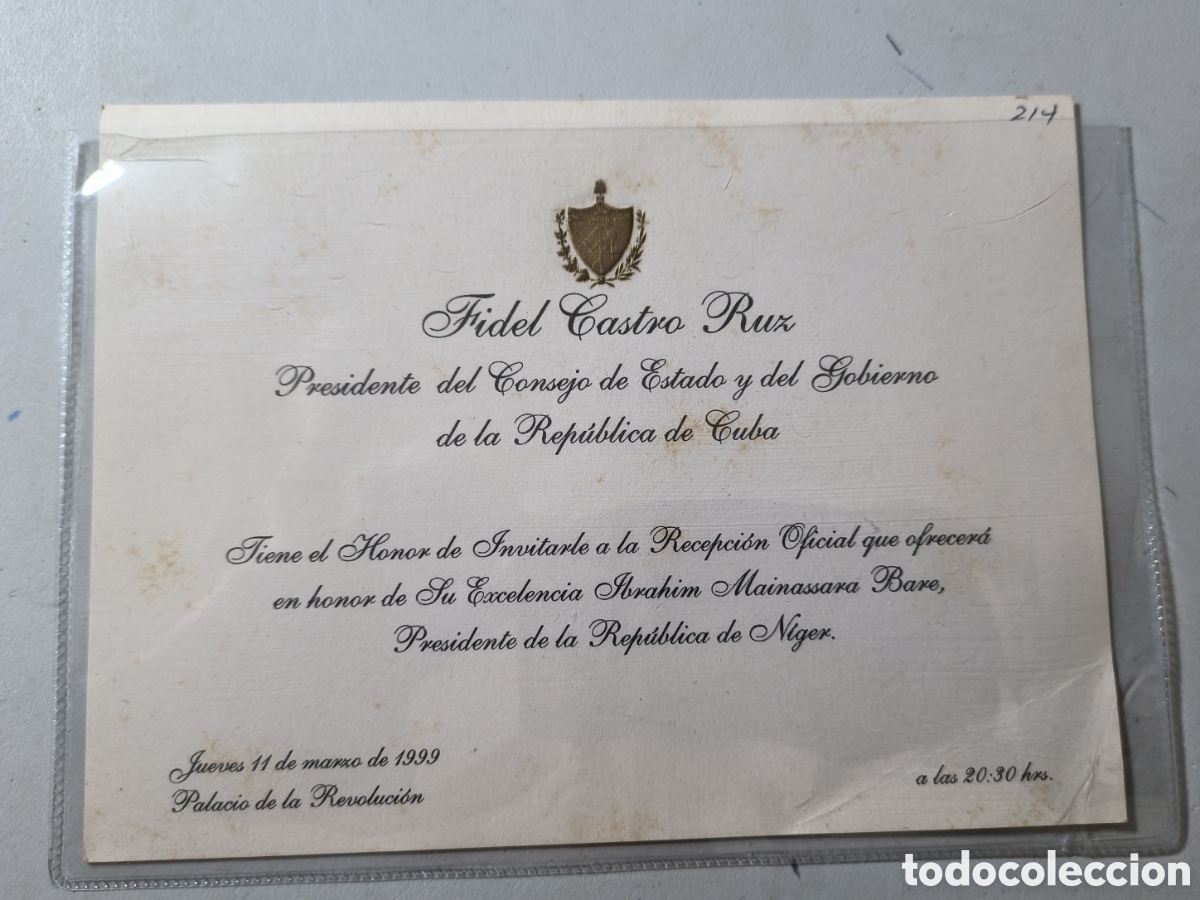 214
Fidel Castro Ruz
Presidente del Consejo de Estado y del Gobierno
de la República de Cuba
Tiene el Honor de Invitarle a la Recepción Oficial que ofrecerá
en honor de Su Excelencia Ibrahim Mainassara Bare,
Presidente de la República de Níger.
Jueves 11 de marzo de 1999
Palacio de la Revolución
a las 20:30 hrs.
todocoleccion